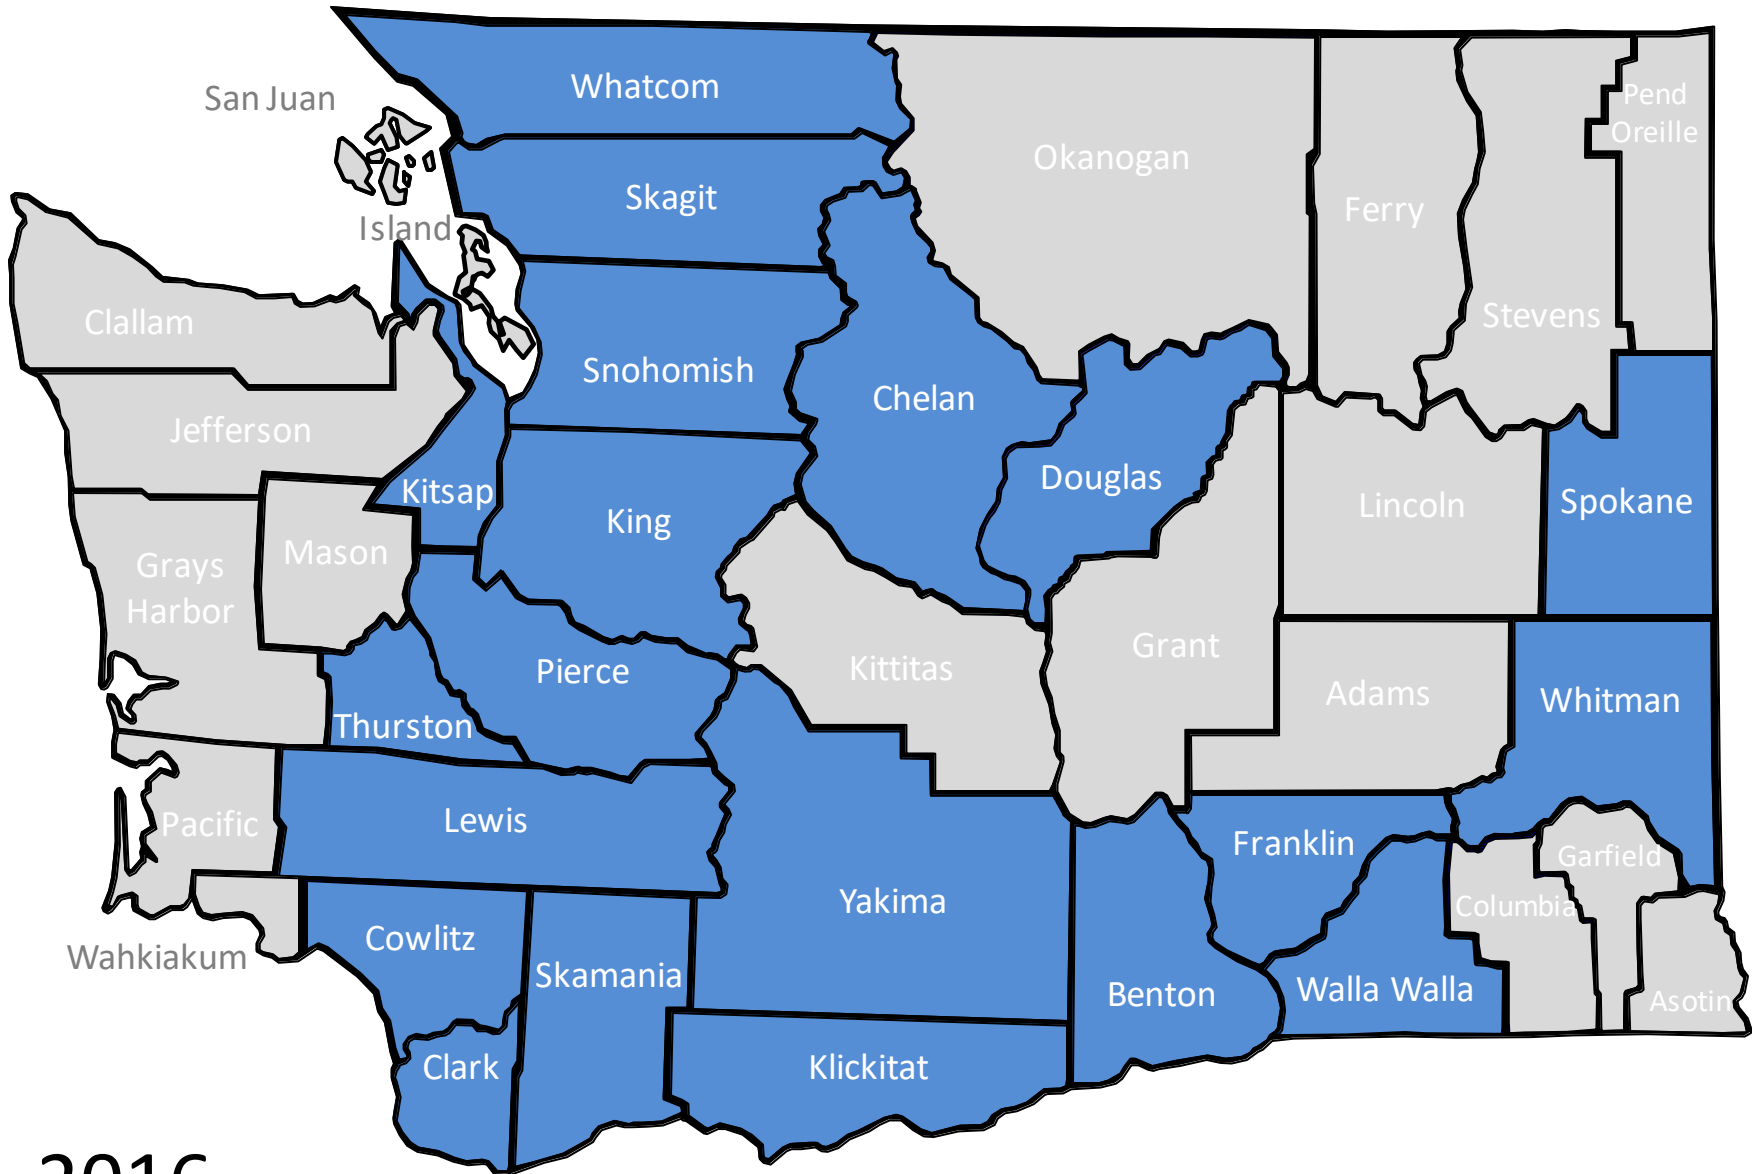 Whatcom
San Juan
Pend
Oreille
Okanogan
Skagit
Ferry
Island
Clallam
Stevens
Snohomish
Chelan
Jefferson
Douglas
Kitsap
Lincoln
Spokane
King
Mason
Grays
Harbor
Grant
Kittitas
Pierce
Adams
Whitman
Thurston
Lewis
Pacific
Franklin
Garfield
Yakima
Columbia
Cowlitz
Wahkiakum
Skamania
Benton
Walla Walla
Asotin
Clark
Klickitat
2016